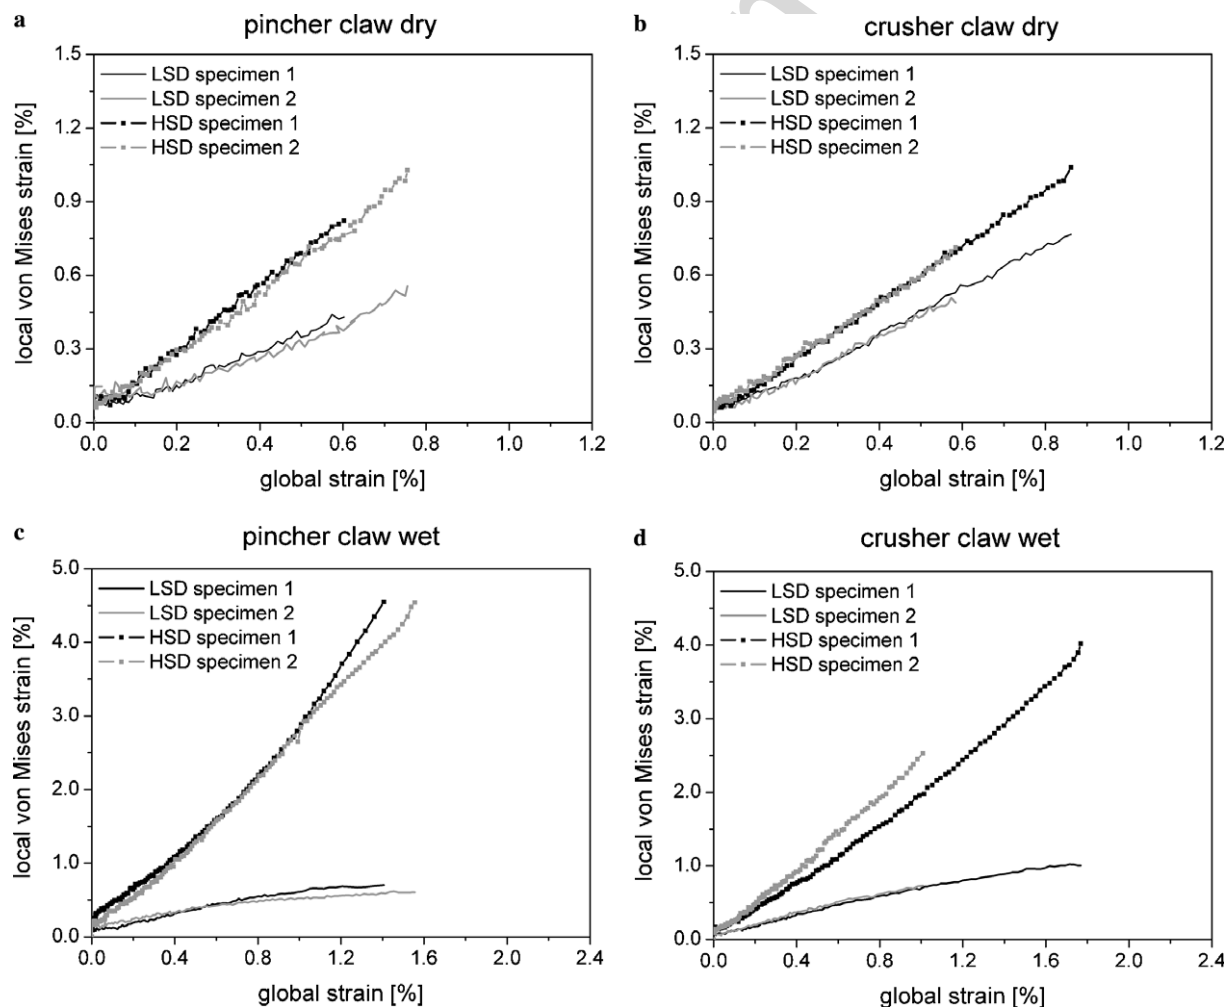 a
pincher claw dry
local von Mises strain [%]
1.5
1.2
0.9
0.6
0.3
0.0
LSD specimen 1
LSD specimen 2
HSD specimen 1
HSD specimen 2
0.0 0.2 0.4 0.6 0.8 1.0 1.2
global strain [%]
b
crusher claw dry
local von Mises strain [%]
1.5
1.2
0.9
0.6
0.3
0.0
LSD specimen 1
LSD specimen 2
HSD specimen 1
HSD specimen 2
0.0 0.2 0.4 0.6 0.8 1.0 1.2
global strain [%]
c
pincher claw wet
local von Mises strain [%]
5.0
4.0
3.0
2.0
1.0
0.0
LSD specimen 1
LSD specimen 2
HSD specimen 1
HSD specimen 2
0.0 0.4 0.8 1.2 1.6 2.0 2.4
global strain [%]
d
crusher claw wet
local von Mises strain [%]
5.0
4.0
3.0
2.0
1.0
0.0
LSD specimen 1
LSD specimen 2
HSD specimen 1
HSD specimen 2
0.0 0.4 0.8 1.2 1.6 2.0 2.4
global strain [%]